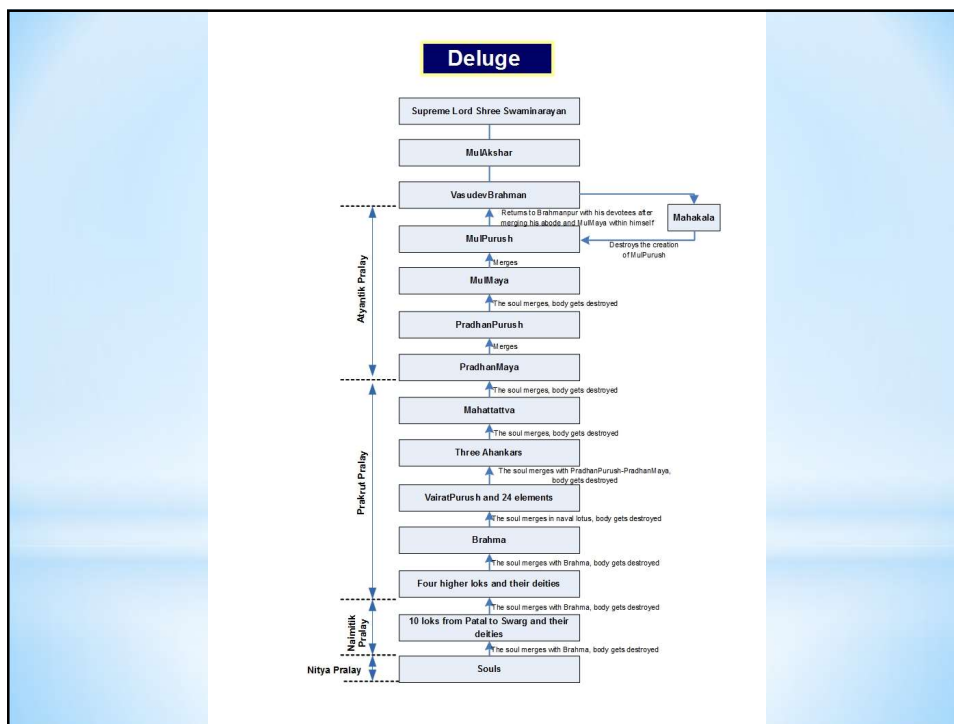 Deluge
Supreme Lord Shree Swaminarayan
MulAkshar
VasudevBrahman
Mahakala
Returns to Brahmanpur with his devotees after
merging his abode and MulMaya within himself
Destroys the creation
of MulPurush
MulPurush
Merges
MulMaya
The soul merges, body gets destroyed
PradhanPurush
Merges
PradhanMaya
Atyantik Pralay
The soul merges, body gets destroyed
Mahattattva
The soul merges, body gets destroyed
Three Ahankars
The soul merges with PradhanPurush-PradhanMaya,
body gets destroyed
VairatPurush and 24 elements
The soul merges in naval lotus, body gets destroyed
Brahma
The soul merges with Brahma, body gets destroyed
Four higher loks and their deities
Prakrut Pralay
The soul merges with Brahma, body gets destroyed
10 loks from Patal to Swarg and their
deities
Naimitik
Pralay
The soul merges with Brahma, body gets destroyed
Souls
Nitya Pralay